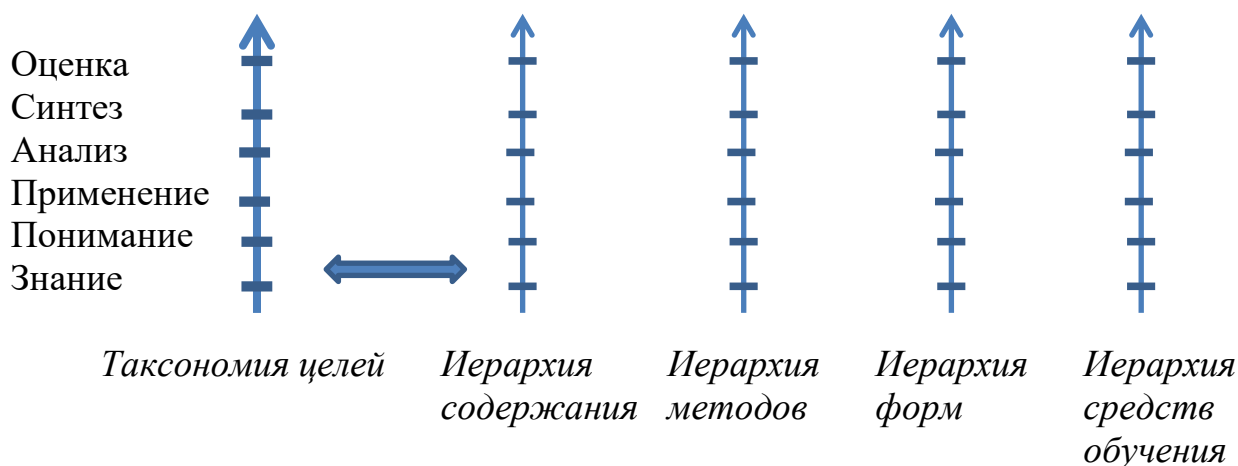 Оценка
Синтез
Анализ
Применение
Понимание
Знание
Таксономия целей
Иерархия
содержания
Иерархия
методов
Иерархия
форм
Иерархия
средств
обучения